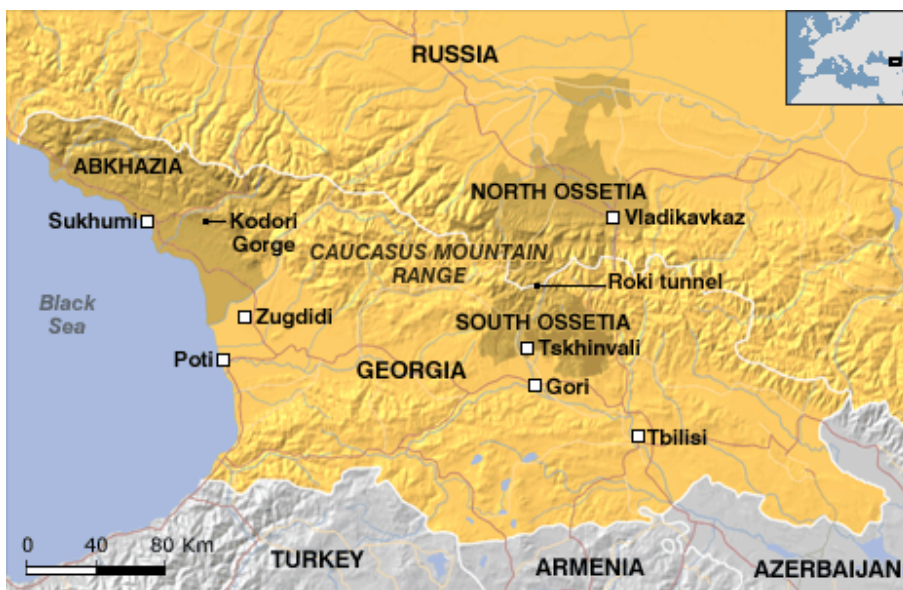 RUSSIA
ABKHAZIA
NORTH OSSETIA
Sukhumi
Kodori
Gorge
Vladikavkaz
CAUCASUS MOUNTAIN
RANGE
Roki tunnel
Black
Sea
Zugdidi
SOUTH OSSETIA
Tskhinvali
Poti
GEORGIA
Gori
Tbilisi
0 40 80 Km
TURKEY
ARMENIA
AZERBAIJAN